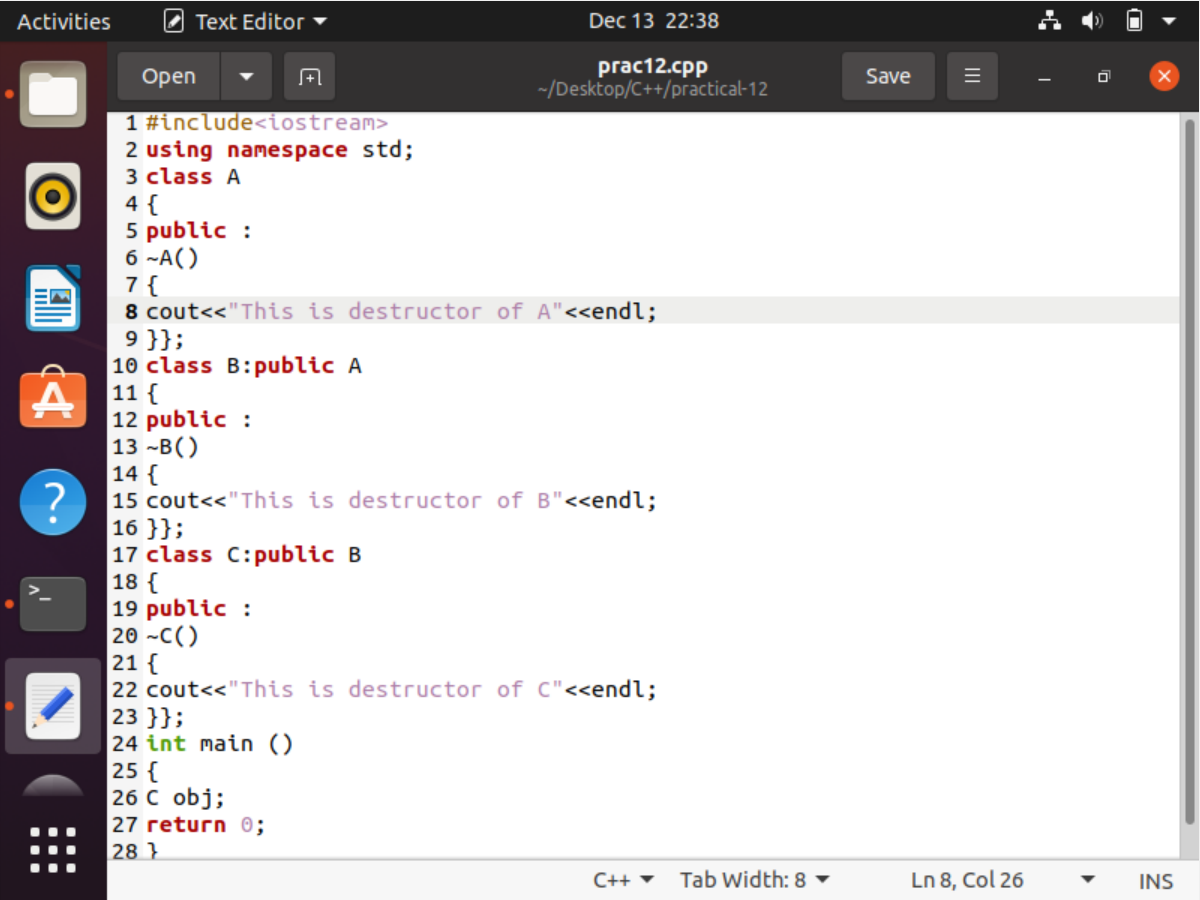 Activities Text Editor Dec 13 22:38
Open prac12.cpp Save
~/Desktop/C++/practical-12
1 #include<iostream>
2 using namespace std;
3 class A
4 {
5 public :
6 ~A()
7 {
8 cout<<"This is destructor of A"<<endl;
9 }};
10 class B:public A
11 {
12 public :
13 ~B()
14 {
15 cout<<"This is destructor of B"<<endl;
16 }};
17 class C:public B
18 {
19 public :
20 ~C()
21 {
22 cout<<"This is destructor of C"<<endl;
23 }};
24 int main ()
25 {
26 C obj;
27 return 0;
28 }
C++ Tab Width: 8 Ln 8, Col 26 INS